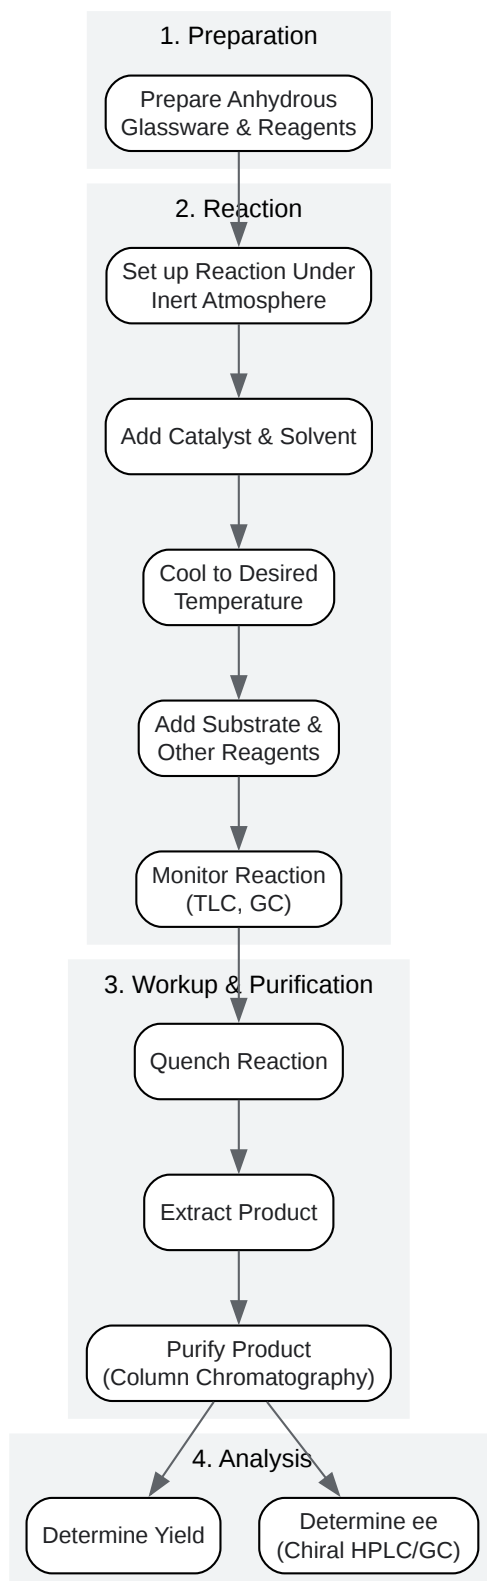 1. Preparation
Prepare Anhydrous
Glassware & Reagents
2. Reaction
Set up Reaction Under
Inert Atmosphere
Add Catalyst & Solvent
Cool to Desired
Temperature
Add Substrate &
Other Reagents
Monitor Reaction
(TLC, GC)
3. Workup & Purification
Quench Reaction
Extract Product
Purify Product
(Column Chromatography)
4. Analysis
Determine Yield
Determine ee
(Chiral HPLC/GC)